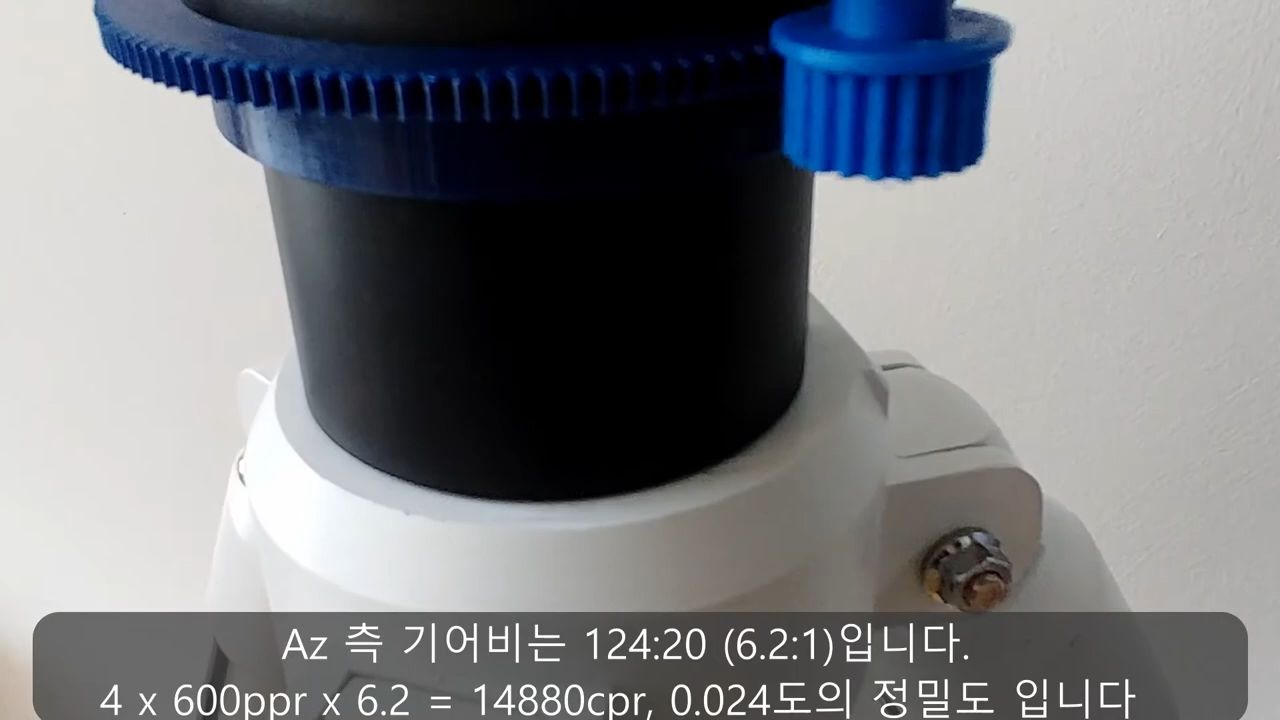 Az 측 기어비는 124:20 (6.2:1)입니다.
4 x 600ppr x 6.2 = 14880cpr, 0.024도의 정밀도 입니다